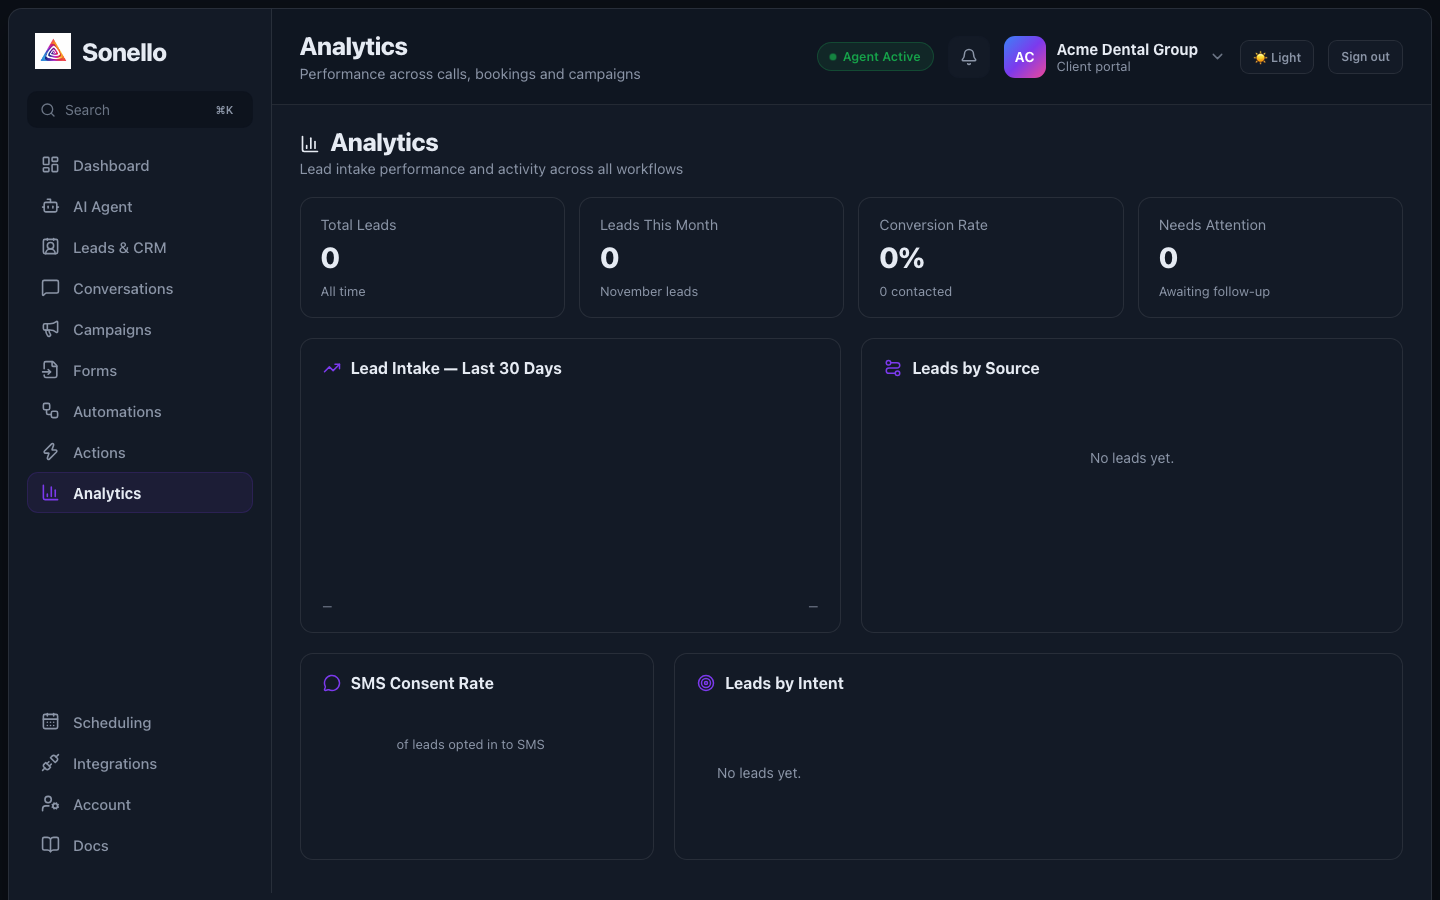 Sonello
Search ⌘K
Dashboard
AI Agent
Leads & CRM
Conversations
Campaigns
Forms
Automations
Actions
Analytics
Scheduling
Integrations
Account
Docs
Analytics
Performance across calls, bookings and campaigns
Agent Active
AC
Acme Dental Group
Client portal
Light
Sign out
Analytics
Lead intake performance and activity across all workflows
Total Leads
0
All time
Leads This Month
0
November leads
Conversion Rate
0%
0 contacted
Needs Attention
0
Awaiting follow-up
Lead Intake — Last 30 Days
— —
Leads by Source
No leads yet.
SMS Consent Rate
of leads opted in to SMS
Leads by Intent
No leads yet.